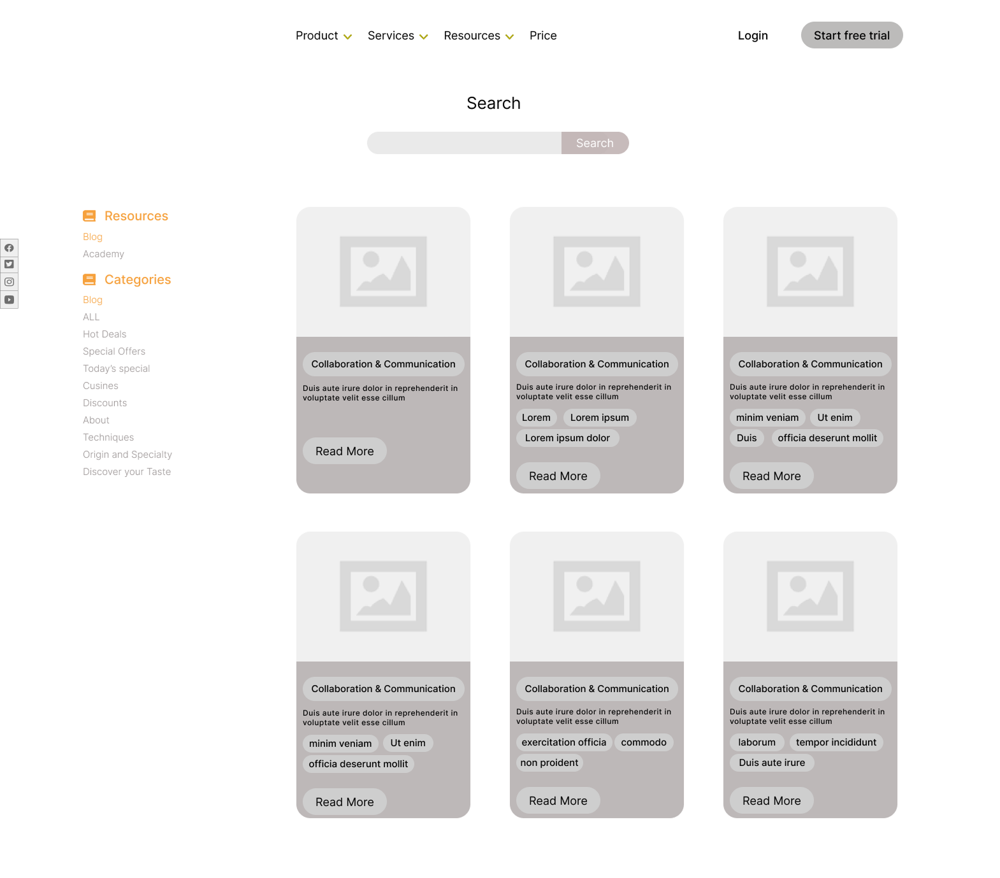 Product Services Resources Price Login Start free trial
Search
Search
Resources
Blog
Academy
Categories
Blog
ALL
Hot Deals
Special Offers
Today’s special
Cusines
Discounts
About
Techniques
Origin and Specialty
Discover your Taste
Collaboration & Communication
Duis aute irure dolor in reprehenderit in
voluptate velit esse cillum
Read More
Collaboration & Communication
Duis aute irure dolor in reprehenderit in
voluptate velit esse cillum
Lorem Lorem ipsum
Lorem ipsum dolor
Read More
Collaboration & Communication
Duis aute irure dolor in reprehenderit in
voluptate velit esse cillum
minim veniam Ut enim
Duis officia deserunt mollit
Read More
Collaboration & Communication
Duis aute irure dolor in reprehenderit in
voluptate velit esse cillum
minim veniam Ut enim
officia deserunt mollit
Read More
Collaboration & Communication
Duis aute irure dolor in reprehenderit in
voluptate velit esse cillum
exercitation officia commodo
non proident
Read More
Collaboration & Communication
Duis aute irure dolor in reprehenderit in
voluptate velit esse cillum
laborum tempor incididunt
Duis aute irure
Read More